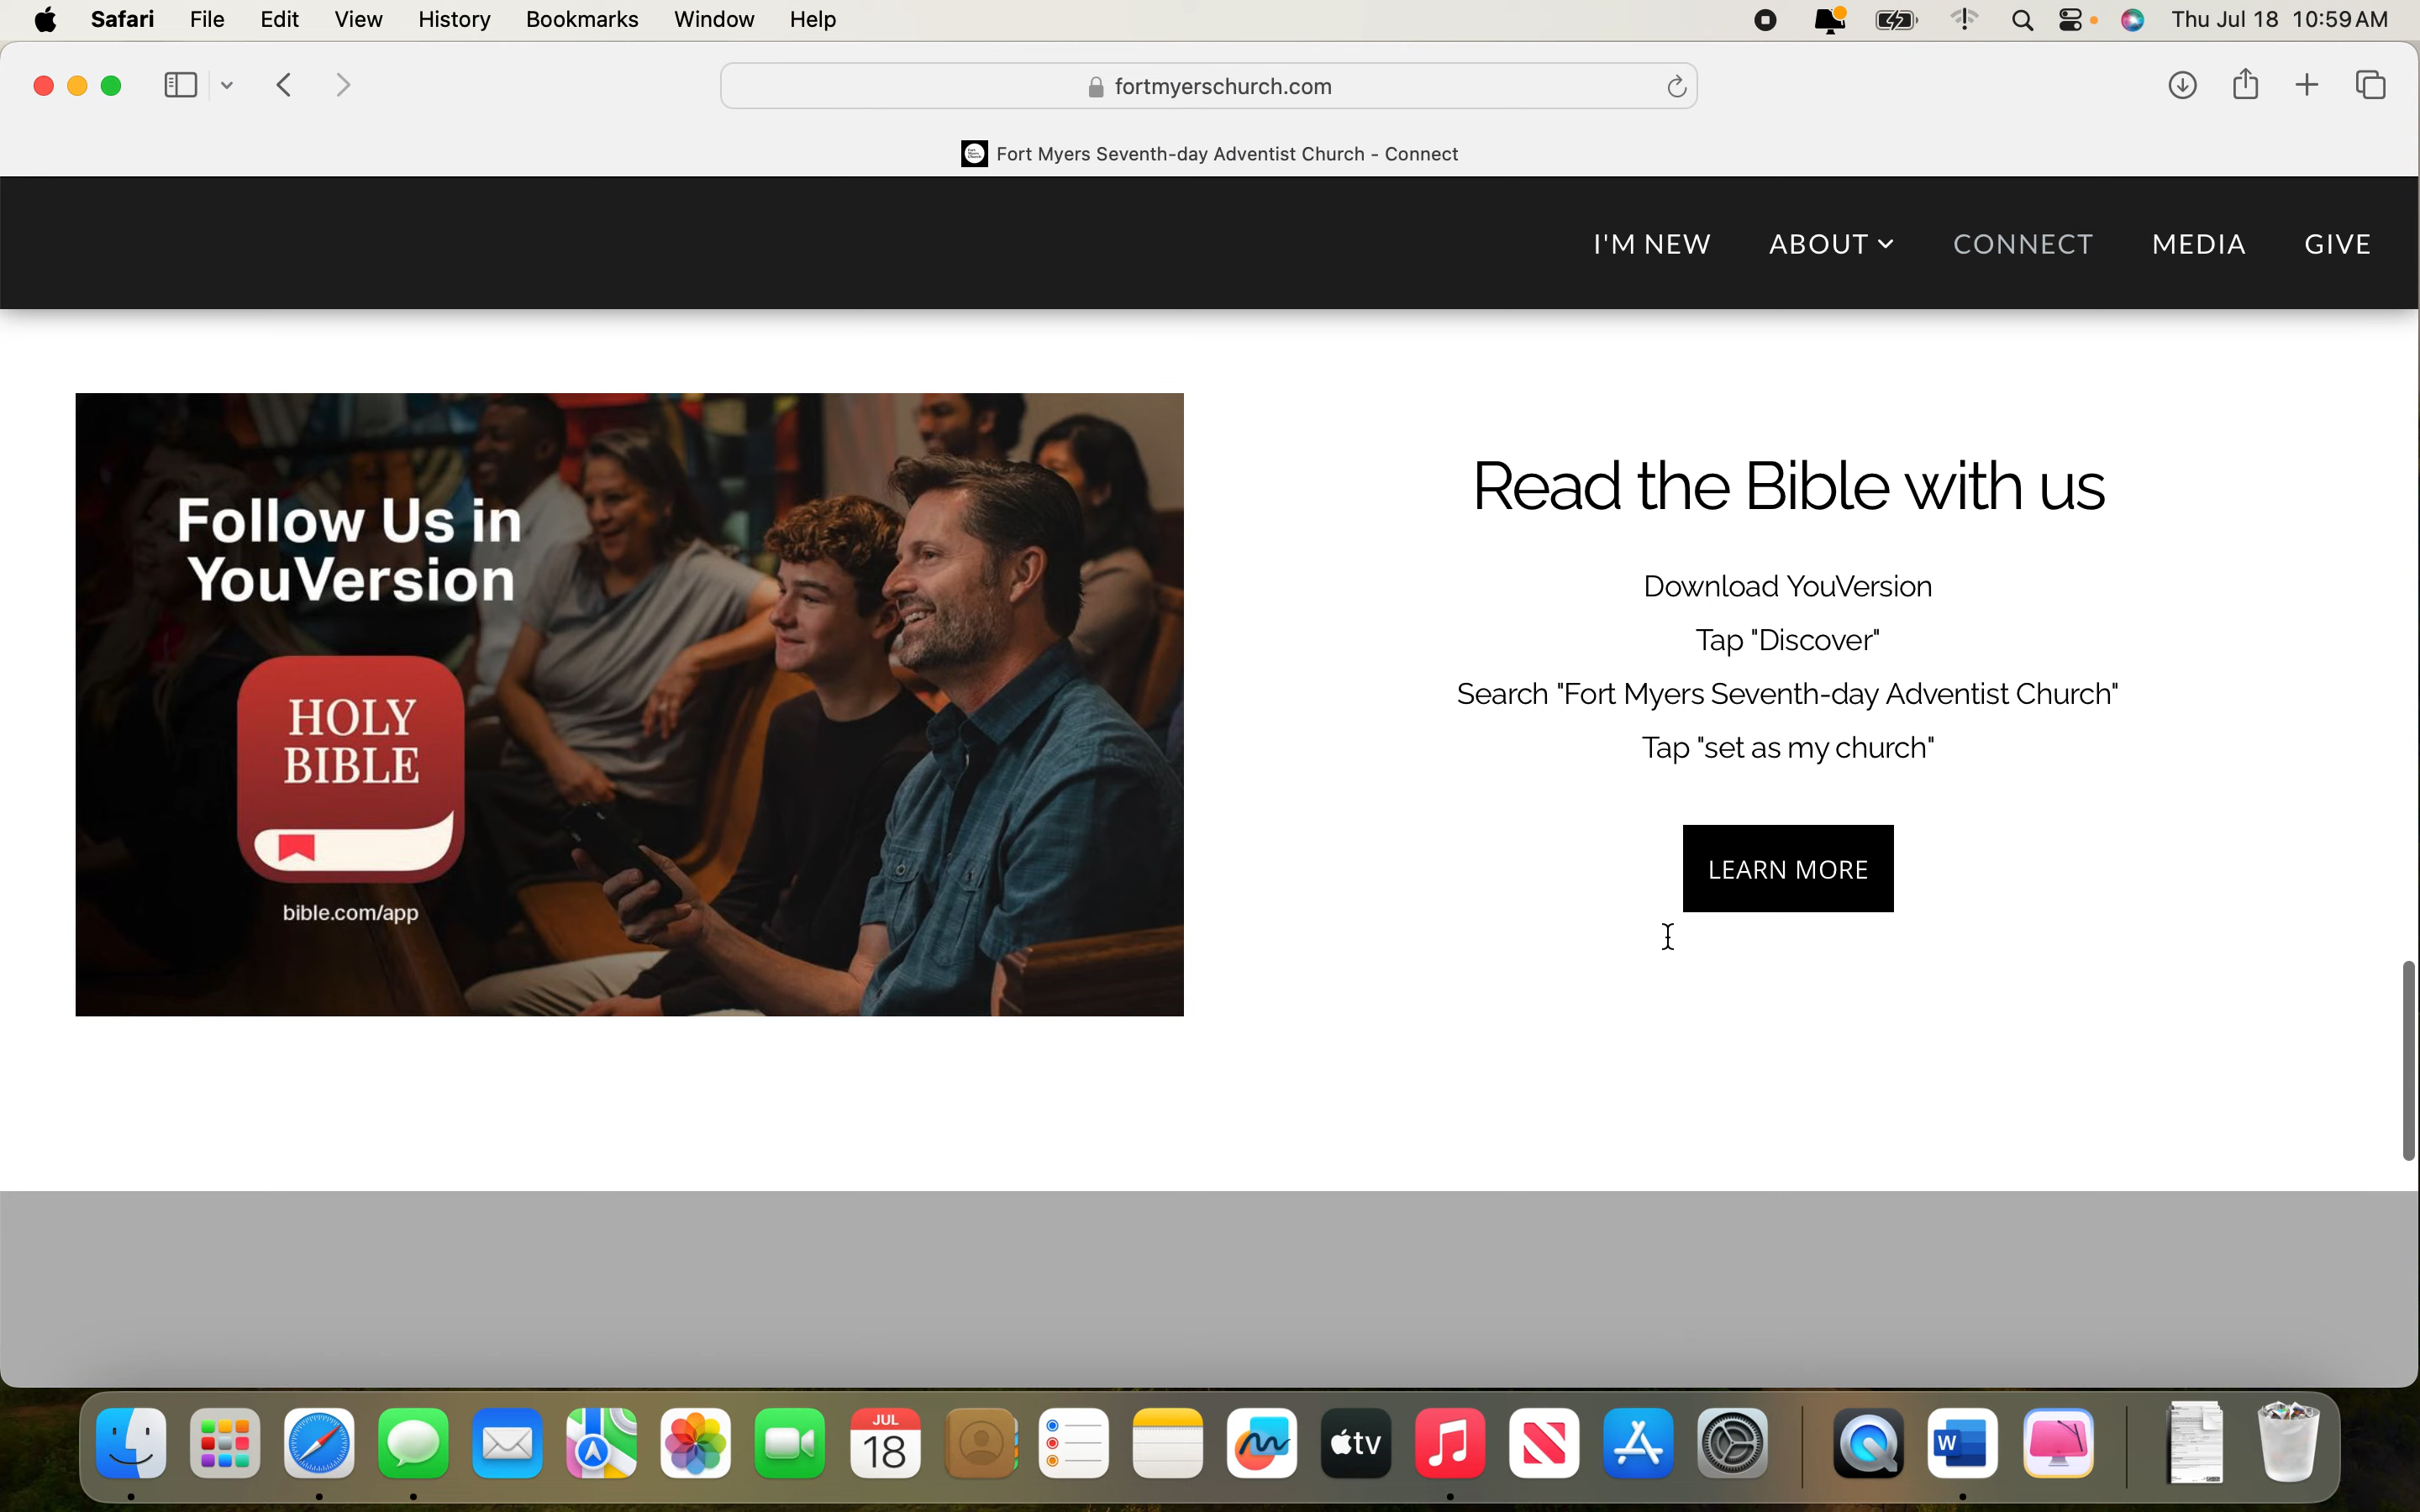 Safari File Edit View History Bookmarks Window Help Thu Jul 18 10:59 AM
fortmyerschurch.com
Fort Myers Seventh-day Adventist Church - Connect
I'M NEW ABOUT CONNECT MEDIA GIVE
Follow Us in
YouVersion
HOLY
BIBLE
bible.com/app
Read the Bible with us
Download YouVersion
Tap "Discover"
Search "Fort Myers Seventh-day Adventist Church"
Tap "set as my church"
LEARN MORE
JUL
18
tv
W